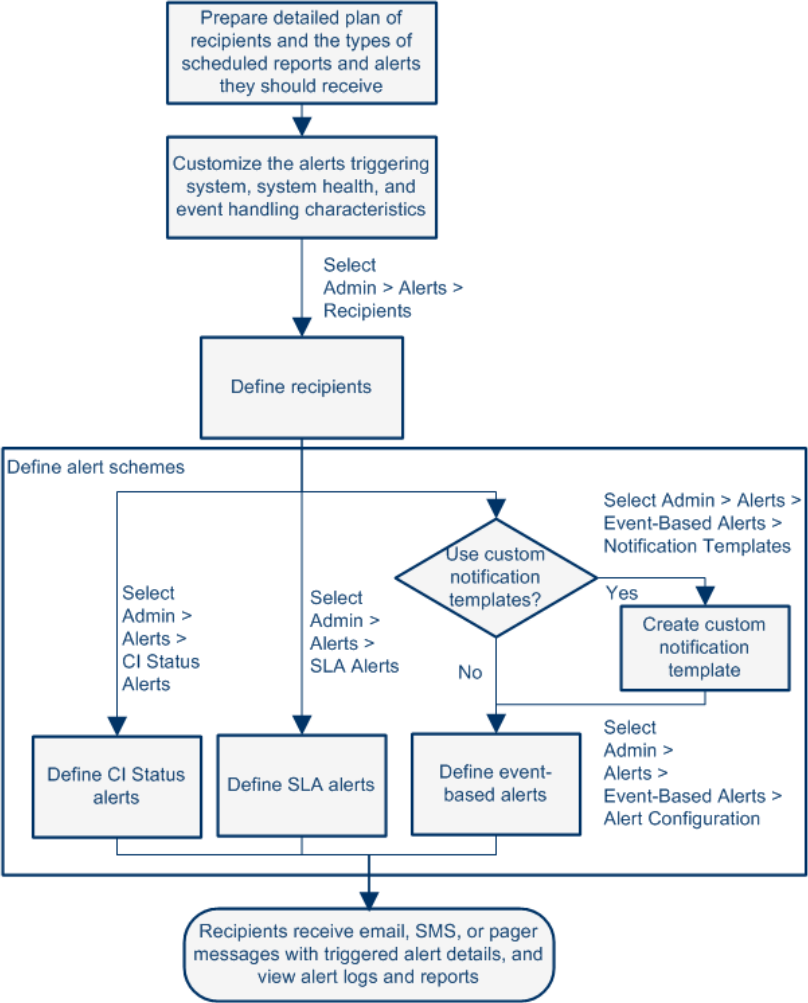 Prepare detailed plan of
recipients and the types of
scheduled reports and alerts
they should receive
Customize the alerts triggering
system, system health, and
event handling characteristics
Select
Admin > Alerts >
Recipients
Define recipients
Define alert schemes
Select Admin > Alerts >
Event-Based Alerts >
Notification Templates
Use custom
notification
templates?
Yes
Select
Admin >
Alerts >
CI Status
Alerts
Select
Admin >
Alerts >
SLA Alerts
Create custom
notification
template
No
Select
Admin >
Alerts >
Event-Based Alerts >
Alert Configuration
Define CI Status
alerts
Define SLA alerts
Define event-
based alerts
Recipients receive email, SMS, or pager
messages with triggered alert details, and
view alert logs and reports